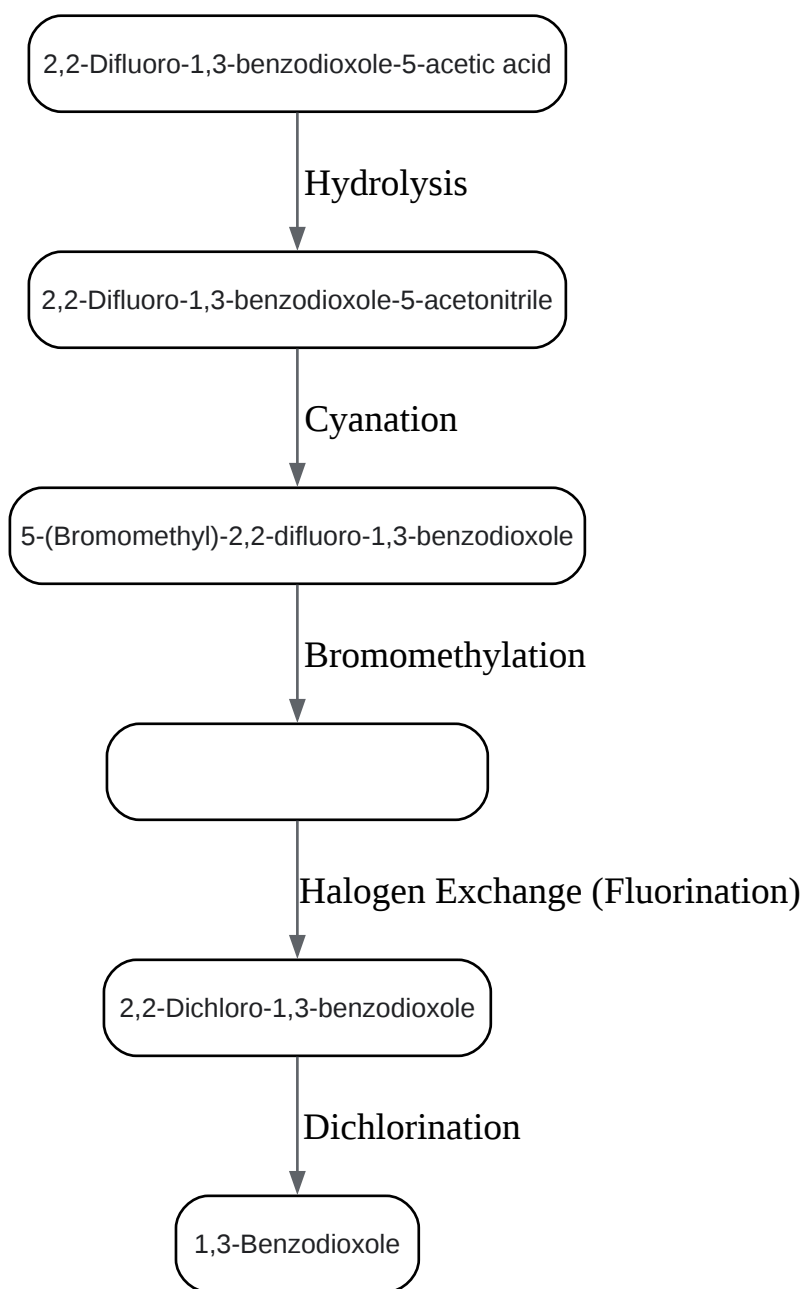 2,2-Difluoro-1,3-benzodioxole-5-acetic acid
Hydrolysis
2,2-Difluoro-1,3-benzodioxole-5-acetonitrile
Cyanation
5-(Bromomethyl)-2,2-difluoro-1,3-benzodioxole
Bromomethylation
Halogen Exchange (Fluorination)
2,2-Dichloro-1,3-benzodioxole
Dichlorination
1,3-Benzodioxole